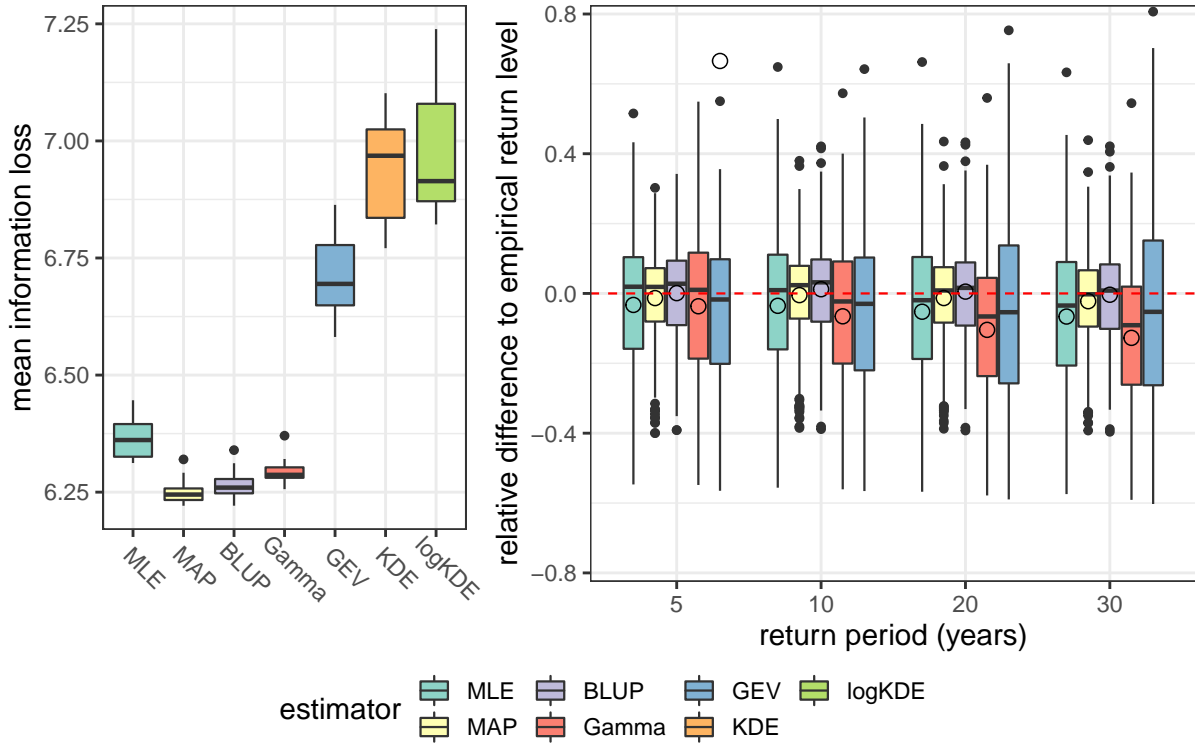 mean information loss
7.25
7.00
6.75
6.50
6.25
MLE
MAP
BLUP
Gamma
GEV
KDE
logKDE
relative difference to empirical return level
0.8
0.4
0.0
−0.4
−0.8
5
10
20
30
return period (years)
estimator
MLE
BLUP
GEV
logKDE
MAP
Gamma
KDE